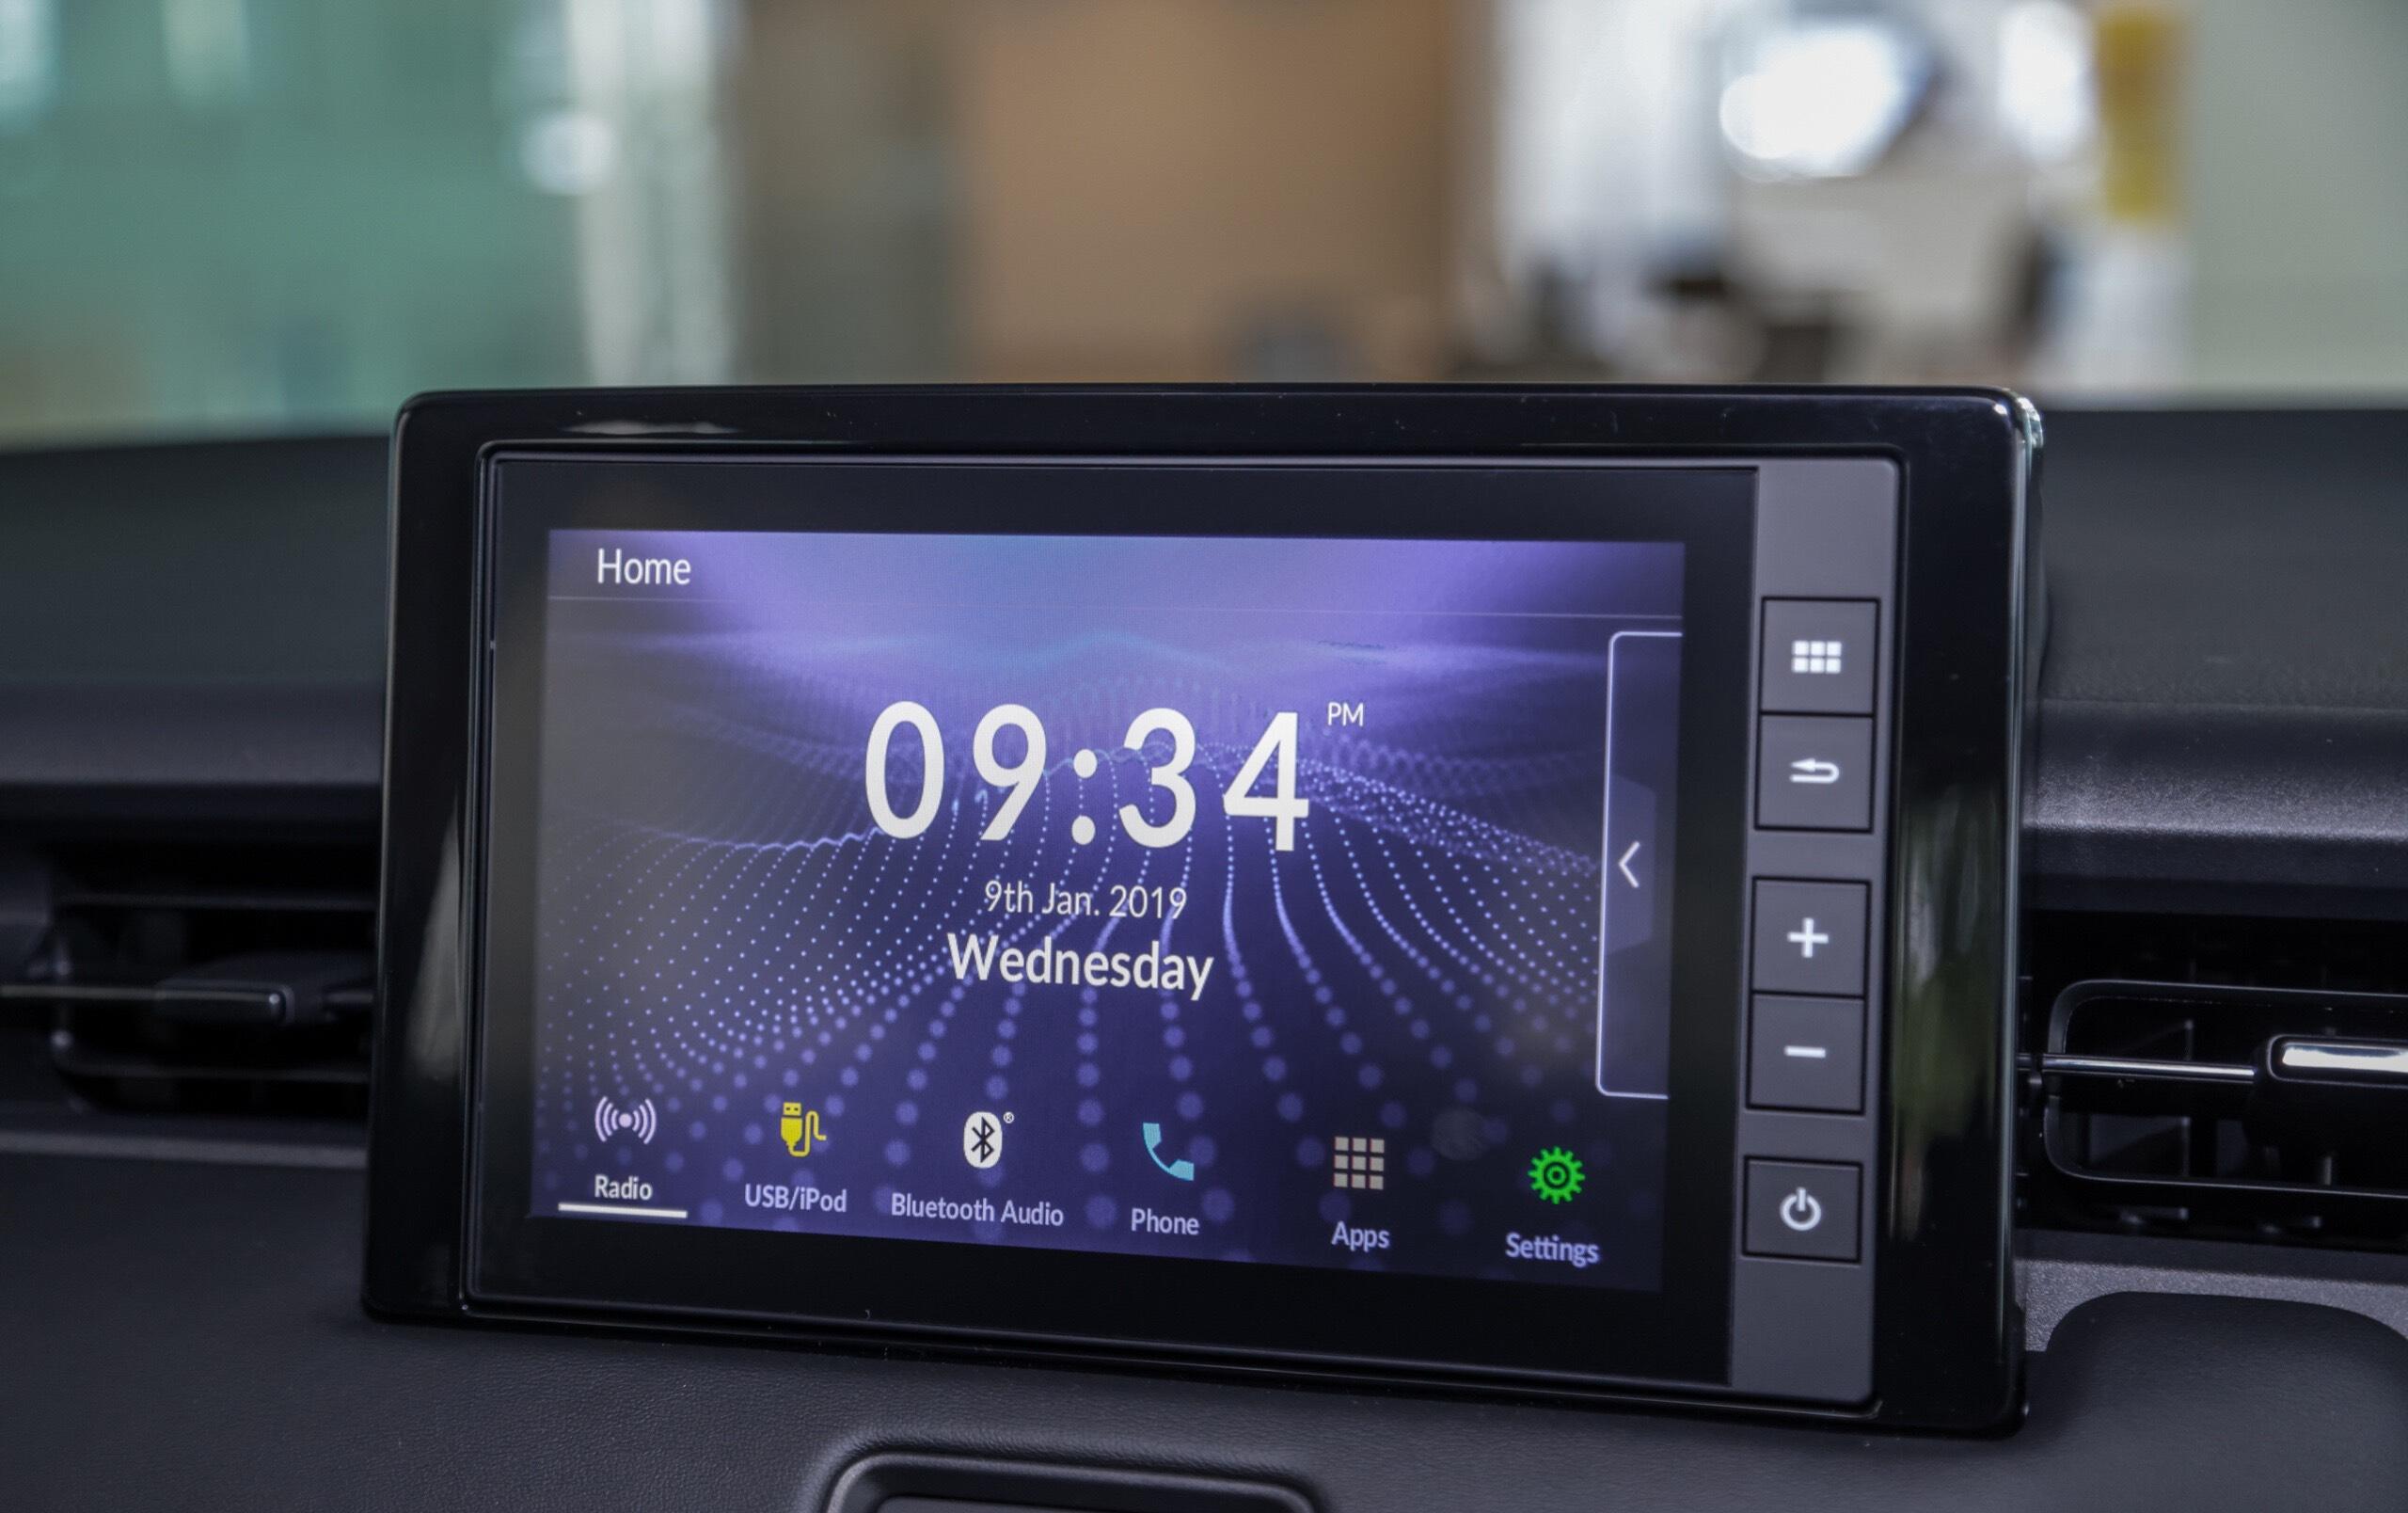 Home
09:34 PM
9th Jan. 2019
Wednesday
Radio
USB/iPod
Bluetooth Audio
Phone
Apps
Settings